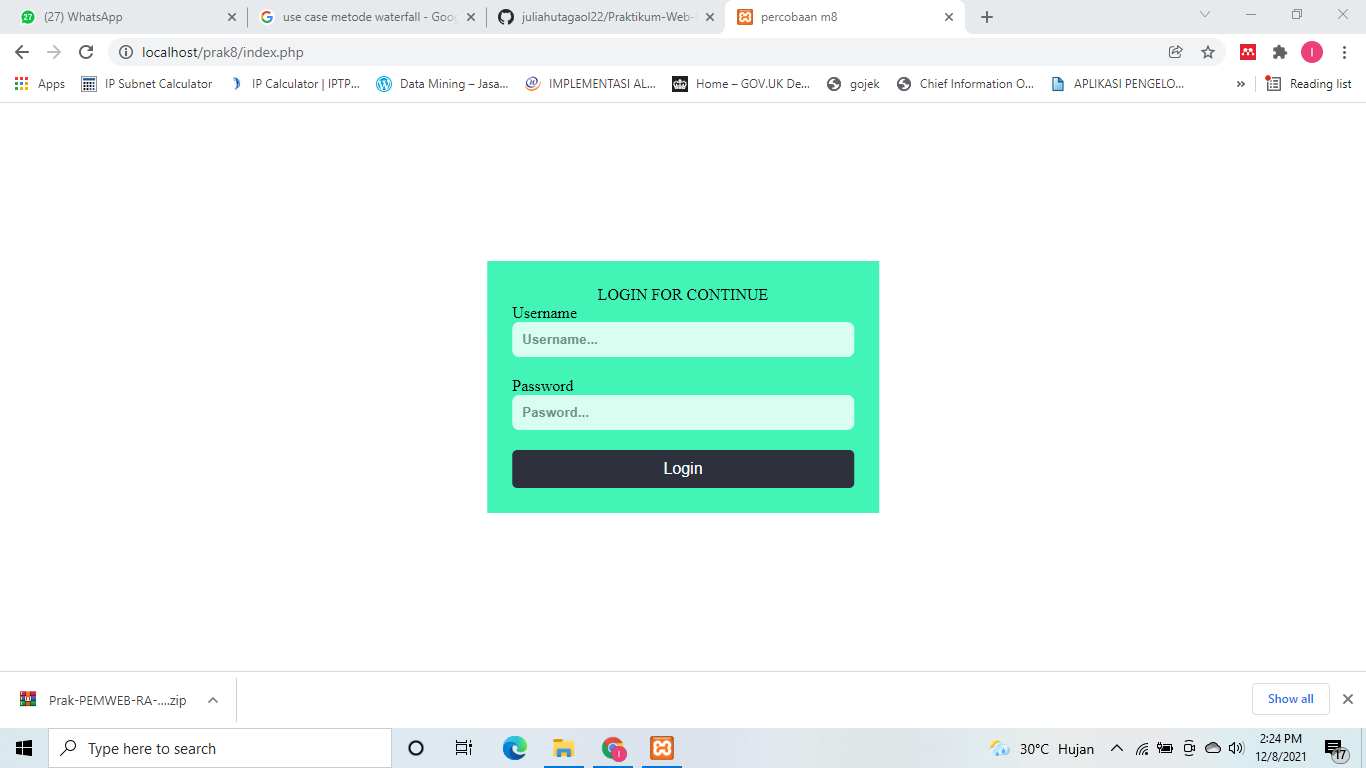 27 (27) WhatsApp
use case metode waterfall - Goo
juliahutagaol22/Praktikum-Web-
percobaan m8
localhost/prak8/index.php
I
Apps
IP Subnet Calculator
IP Calculator | IPTP...
Data Mining – Jasa...
IMPLEMENTASI AL...
Home – GOV.UK De...
gojek
Chief Information O...
APLIKASI PENGELO...
»
Reading list
LOGIN FOR CONTINUE
Username
Username...
Password
Pasword...
Login
Prak-PEMWEB-RA-....zip
Show all
Type here to search
I
30°C Hujan
2:24 PM
12/8/2021
17